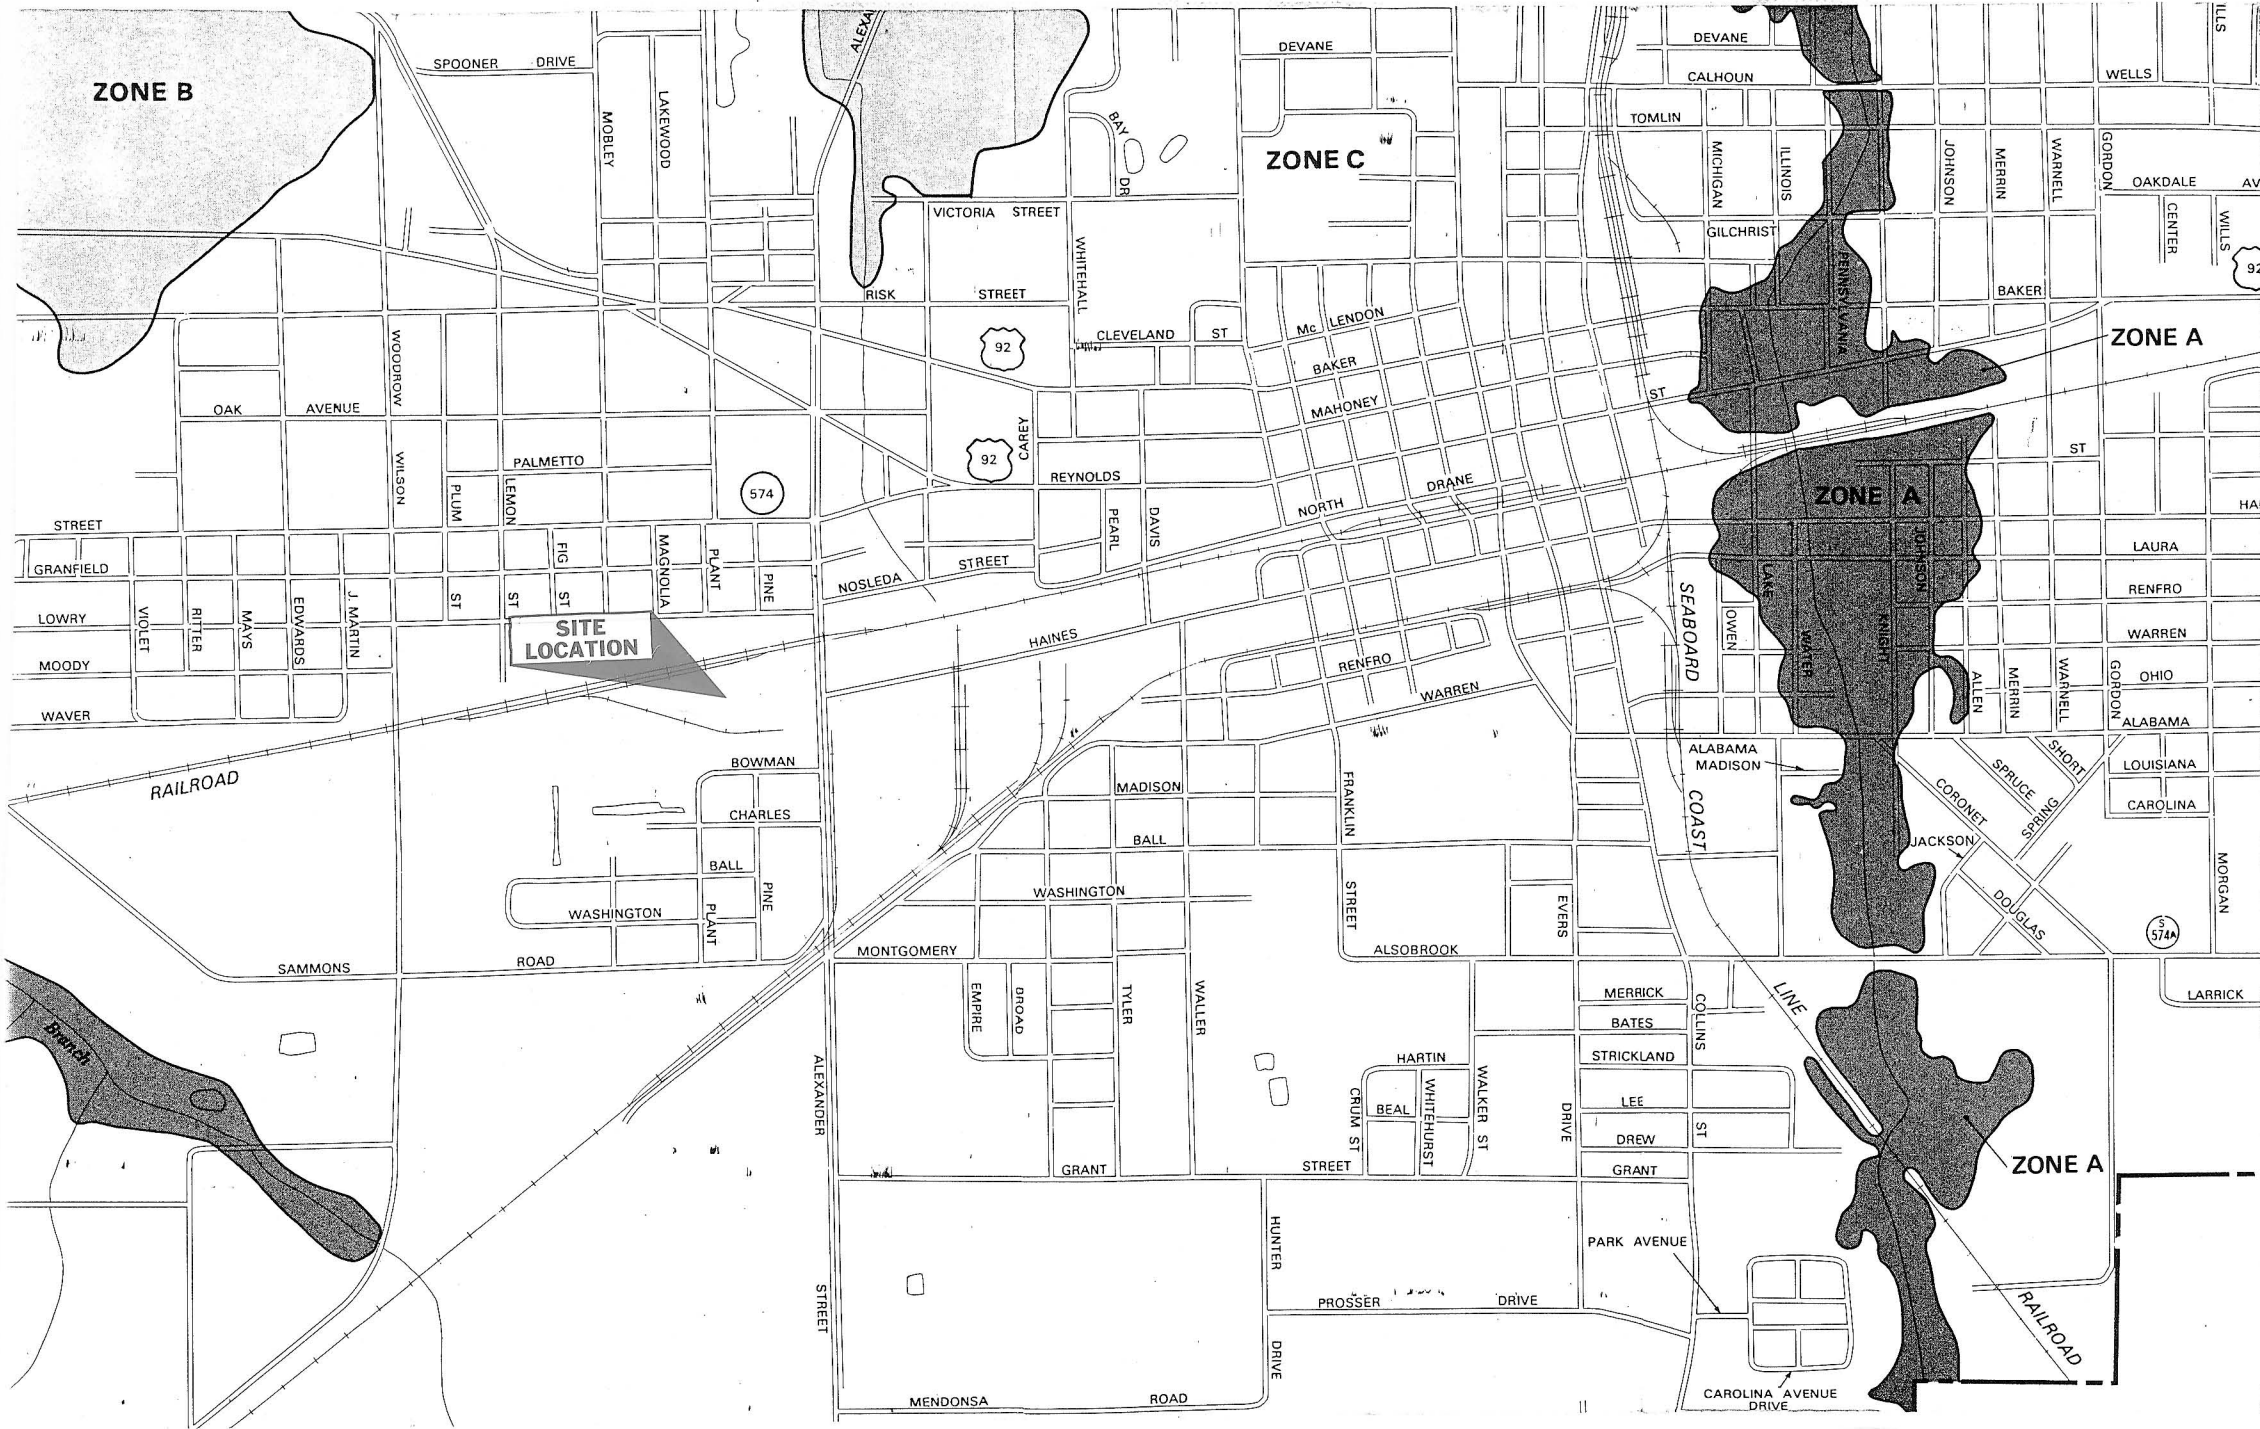 ZONE B
SPOONER DRIVE
MOBLEY
LAKEWOOD
ALEXA
BAY
DR
DEVANE
ZONE C
DEVANE
CALHOUN
TOMLIN
MICHIGAN
ILLINOIS
GILCHRIST
PENNSYLVANIA
JOHNSON
MERRIN
WARNELL
GORDON
WELLS
ILLS
OAKDALE AV
CENTER
WILLS
92
BAKER
ZONE A
VICTORIA STREET
WHITEHALL
RISK STREET
92
CLEVELAND ST
Mc LENDON
BAKER
MAHONEY
ST
WOODROW
OAK AVENUE
WILSON
PALMETTO
PLUM
LEMON
574
92
CAREY
REYNOLDS
PEARL
DAVIS
NORTH DRANE
ZONE A
ST
HA
STREET
GRANFIELD
LOWRY
MOODY
WAVER
VIOLET
RITTER
MAYS
EDWARDS
J. MARTIN
ST
ST
FIG
ST
MAGNOLIA
PLANT
PINE
NOSLEDA STREET
SITE
LOCATION
HAINES
RENFRO
WARREN
SEABOARD
COAST
LINE
RAILROAD
OWEN
LAKE
WATER
JOHNSON
KNIGHT
ALLEN
MERRIN
WARNELL
GORDON
LAURA
RENFRO
WARREN
OHIO
ALABAMA
LOUISIANA
CAROLINA
MORGAN
RAILROAD
BOWMAN
CHARLES
BALL
WASHINGTON
PLANT
PINE
MADISON
BALL
WASHINGTON
FRANKLIN
STREET
EVERS
DRIVE
ALABAMA
MADISON
SHORT
SPRUCE
SPRING
CORONET
JACKSON
DOUGLAS
S
574A
LARRICK
SAMMONS ROAD
MONTGOMERY
ALSOBROOK
EMPIRE
BROAD
TYLER
WALLER
MERRICK
BATES
STRICKLAND
LEE
DREW
GRANT
COLLINS
ST
Branch
ALEXANDER
STREET
HARTIN
BEAL
CRUM ST
WHITEHURST
WALKER ST
GRANT STREET
ZONE A
HUNTER
DRIVE
PARK AVENUE
PROSSER DRIVE
MENDONSA ROAD
CAROLINA AVENUE
DRIVE